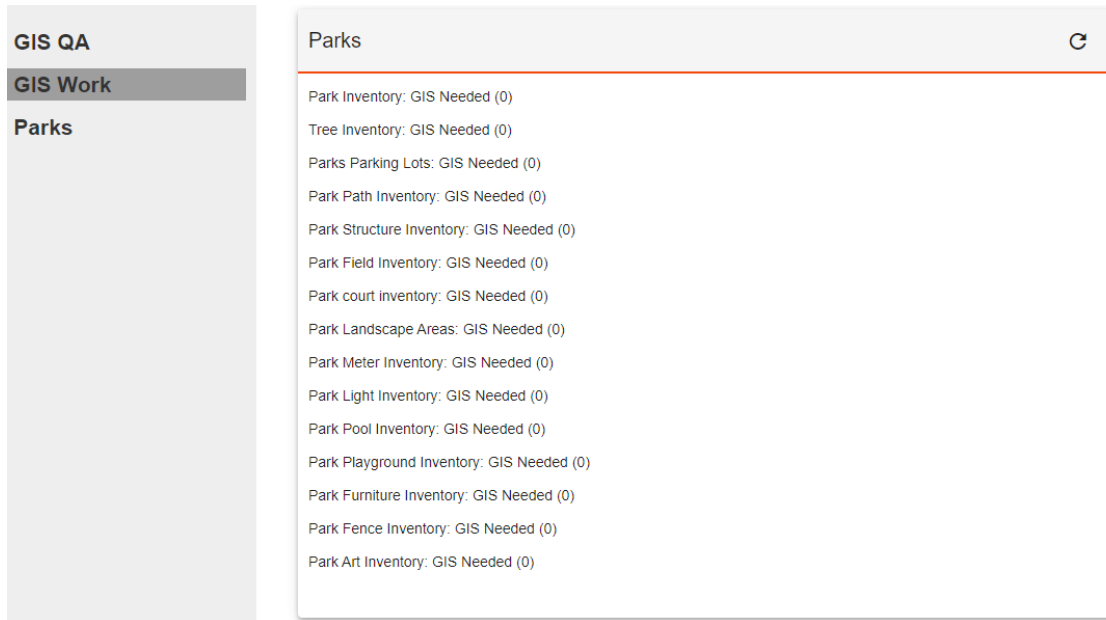 GIS QA
GIS Work
Parks
Parks
Park Inventory: GIS Needed (0)
Tree Inventory: GIS Needed (0)
Parks Parking Lots: GIS Needed (0)
Park Path Inventory: GIS Needed (0)
Park Structure Inventory: GIS Needed (0)
Park Field Inventory: GIS Needed (0)
Park court inventory: GIS Needed (0)
Park Landscape Areas: GIS Needed (0)
Park Meter Inventory: GIS Needed (0)
Park Light Inventory: GIS Needed (0)
Park Pool Inventory: GIS Needed (0)
Park Playground Inventory: GIS Needed (0)
Park Furniture Inventory: GIS Needed (0)
Park Fence Inventory: GIS Needed (0)
Park Art Inventory: GIS Needed (0)